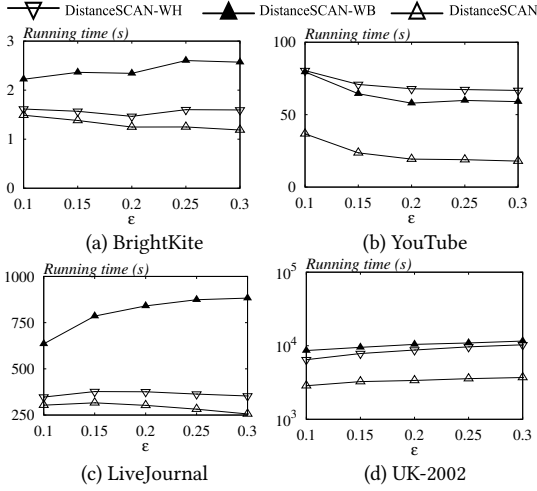 DistanceSCAN-WH DistanceSCAN-WB DistanceSCAN
Running time (s)
3
2
1
0
0.1 0.15 0.2 0.25 0.3
ε
(a) BrightKite
Running time (s)
100
50
0
0.1 0.15 0.2 0.25 0.3
ε
(b) YouTube
Running time (s)
1000
750
500
250
0.1 0.15 0.2 0.25 0.3
ε
(c) LiveJournal
Running time (s)
10^5
10^4
10^3
0.1 0.15 0.2 0.25 0.3
ε
(d) UK-2002